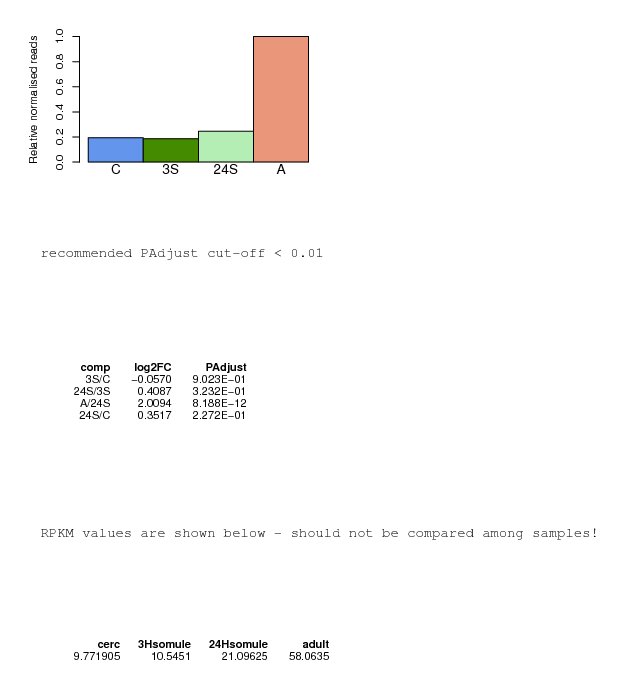 Relative normalised reads
1.0
0.8
0.6
0.4
0.2
0.0
C 3S 24S A
recommended PAdjust cut-off < 0.01
comp log2FC PAdjust
3S/C −0.0570 9.023E−01
24S/3S 0.4087 3.232E−01
A/24S 2.0094 8.188E−12
24S/C 0.3517 2.272E−01
RPKM values are shown below - should not be compared among samples!
cerc 3Hsomule 24Hsomule adult
9.771905 10.5451 21.09625 58.0635